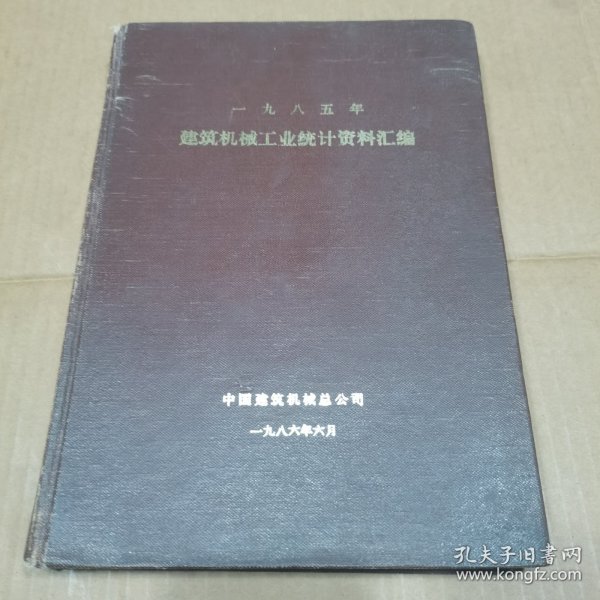 一九八五年
建筑机械工业统计资料汇编
中国建筑机械总公司
一九八六年六月
孔夫子旧书网
www.kongfz.com